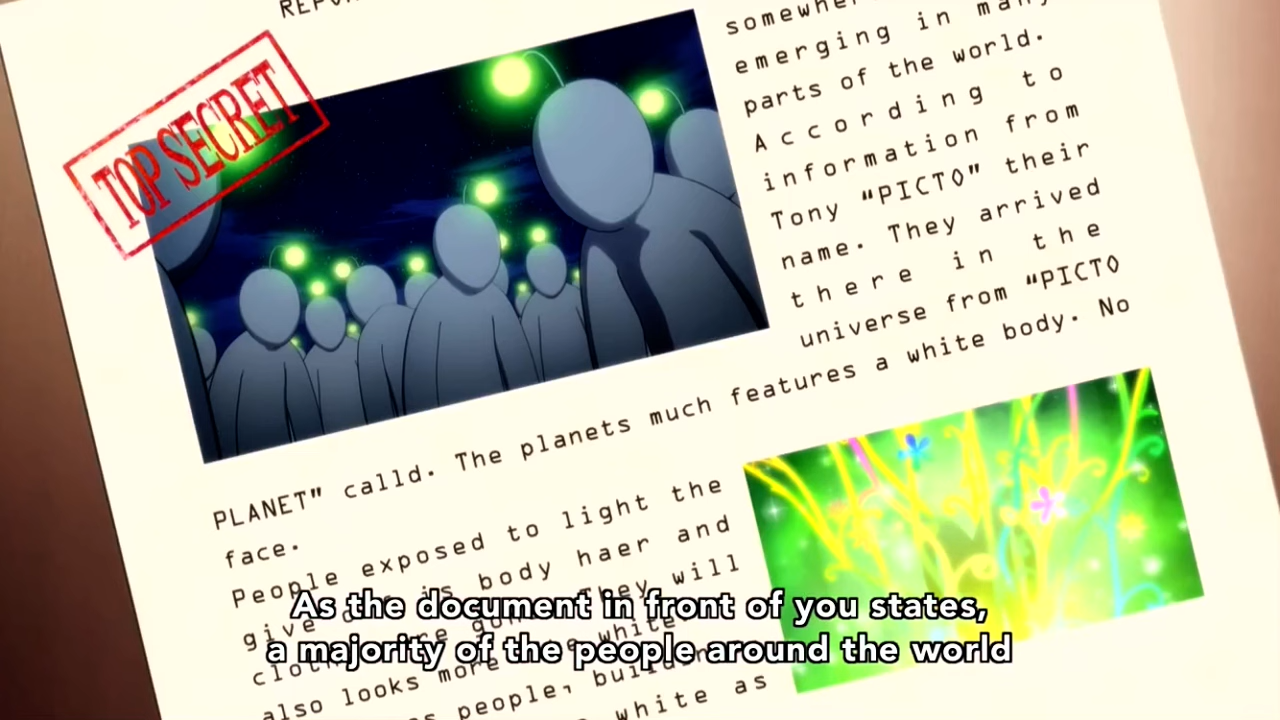 TOP SECRET
emerging in many
parts of the world.
According to
information from
Tony "PICTO" their
name. They arrived
there in the
universe from "PICTO
PLANET" calld. The planets much features a white body. No
face.
People exposed to light the
body haer and
They will
also looks more white
people, 
white as
As the document in front of you states,
a majority of the people around the world